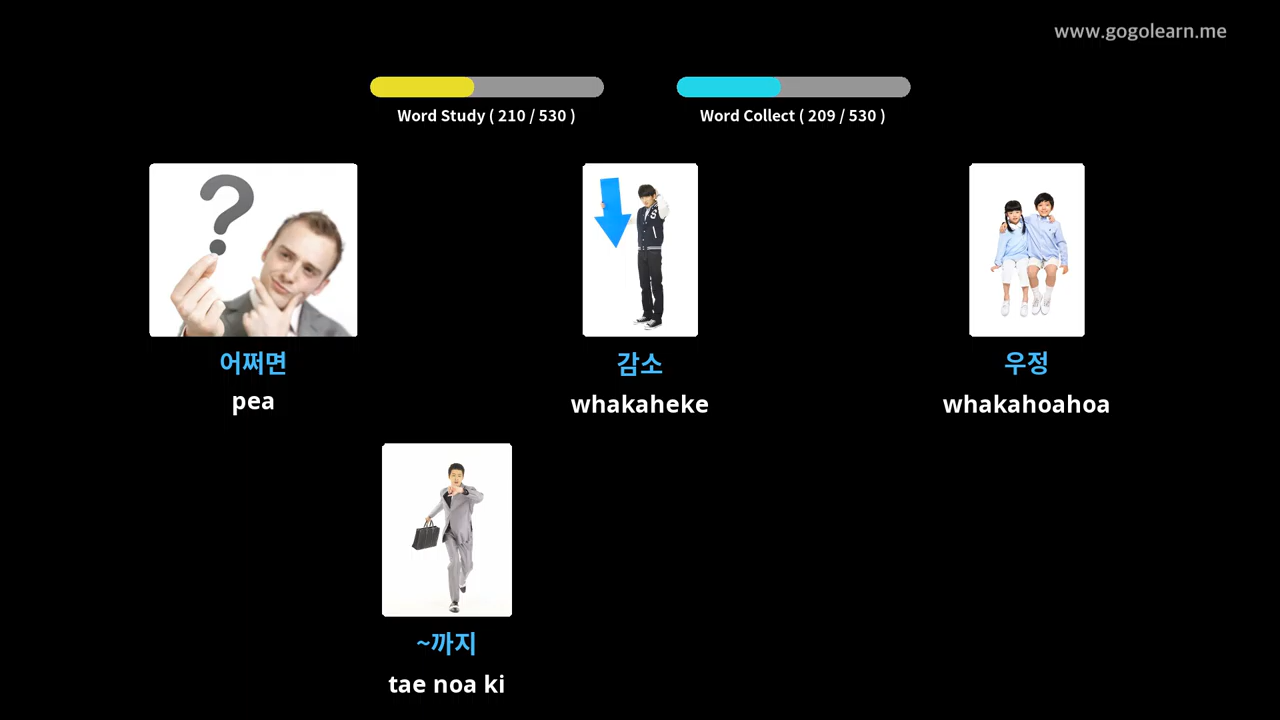 www.gogolearn.me
Word Study ( 210 / 530 )
Word Collect ( 209 / 530 )
어쩌면
pea
감소
whakaheke
우정
whakahoahoa
~까지
tae noa ki